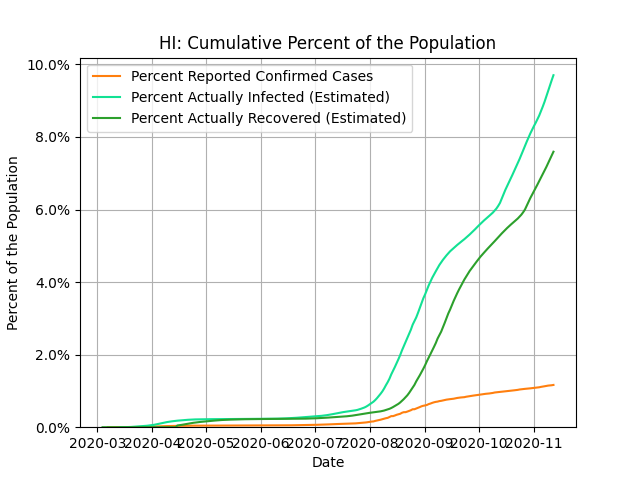 HI: Cumulative Percent of the Population
Percent Reported Confirmed Cases
Percent Actually Infected (Estimated)
Percent Actually Recovered (Estimated)
Percent of the Population
10.0%
8.0%
6.0%
4.0%
2.0%
0.0%
2020-03 2020-04 2020-05 2020-06 2020-07 2020-08 2020-09 2020-10 2020-11
Date